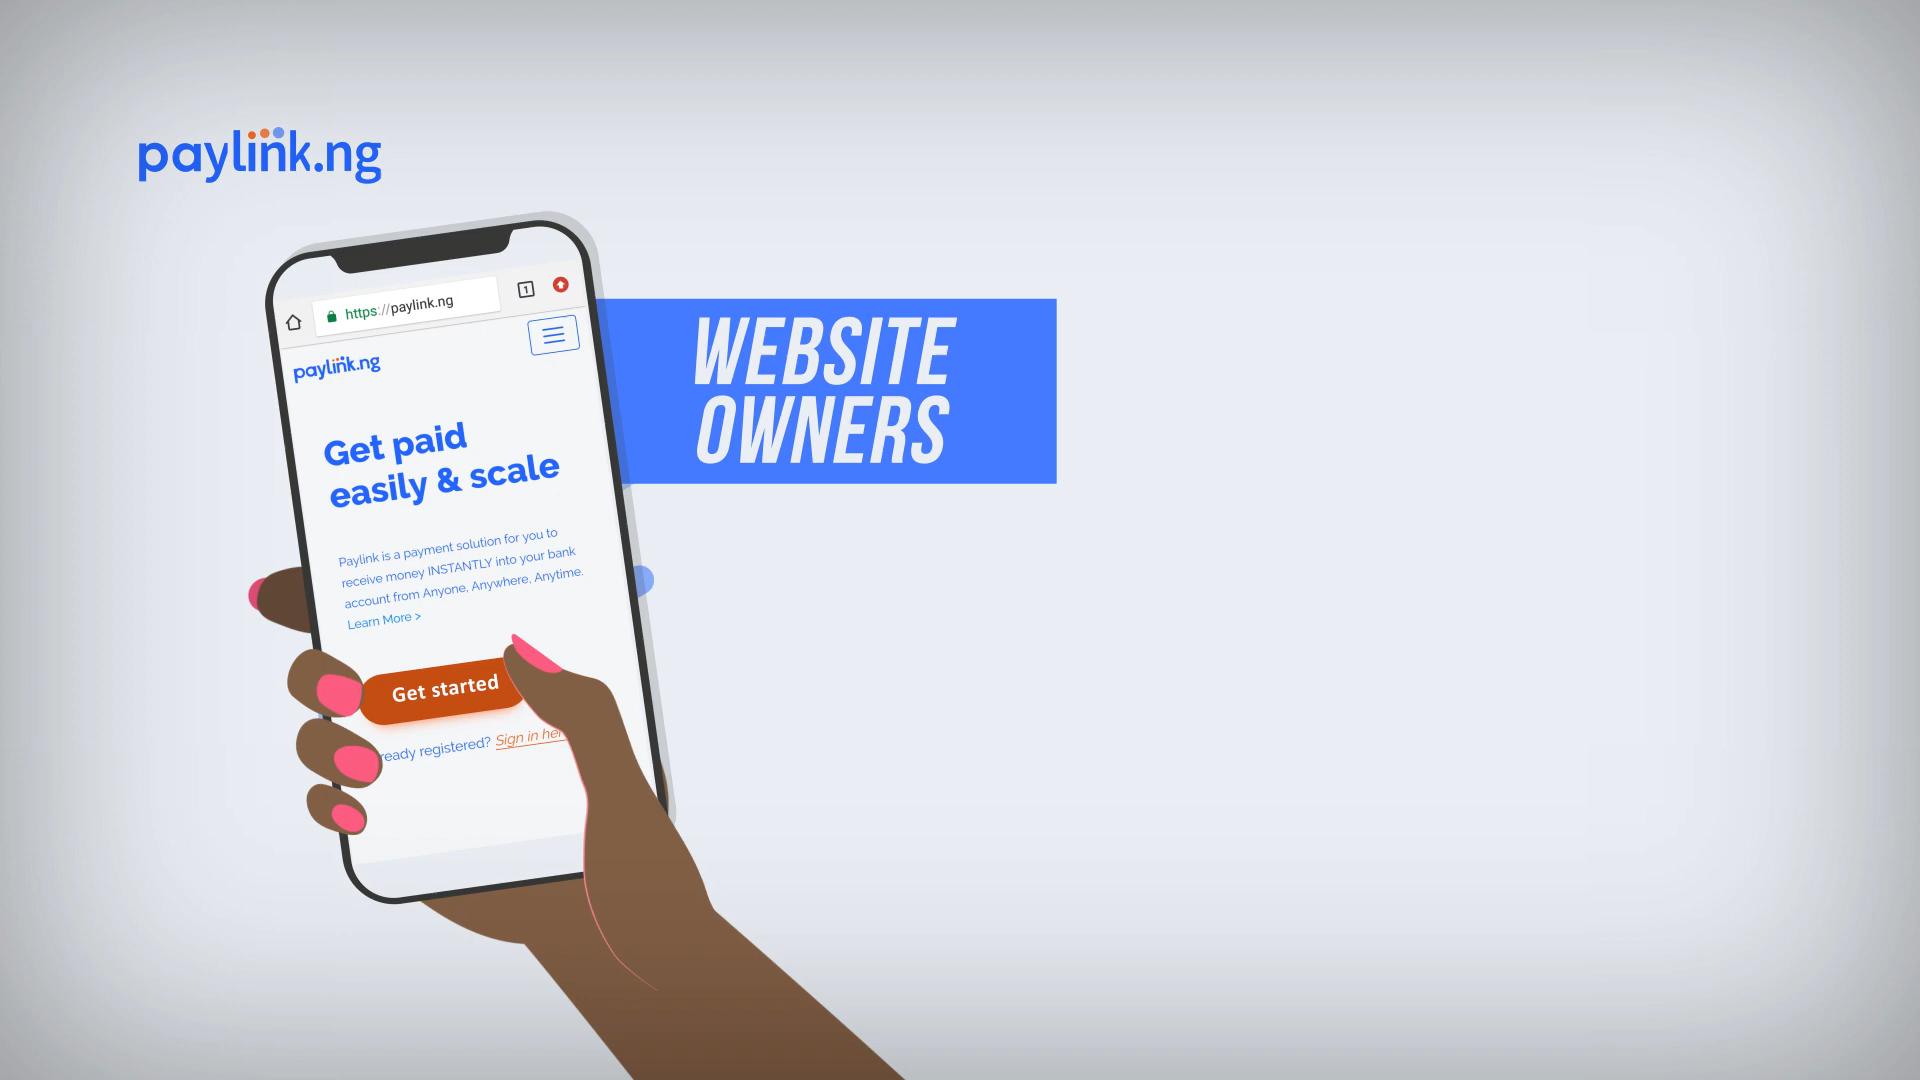 paylink.ng
https://paylink.ng
1
paylink.ng
Get paid
easily & scale
Paylink is a payment solution for you to
receive money INSTANTLY into your bank
account from Anyone, Anywhere, Anytime.
Learn More >
Get started
ready registered? Sign in her
WEBSITE
OWNERS